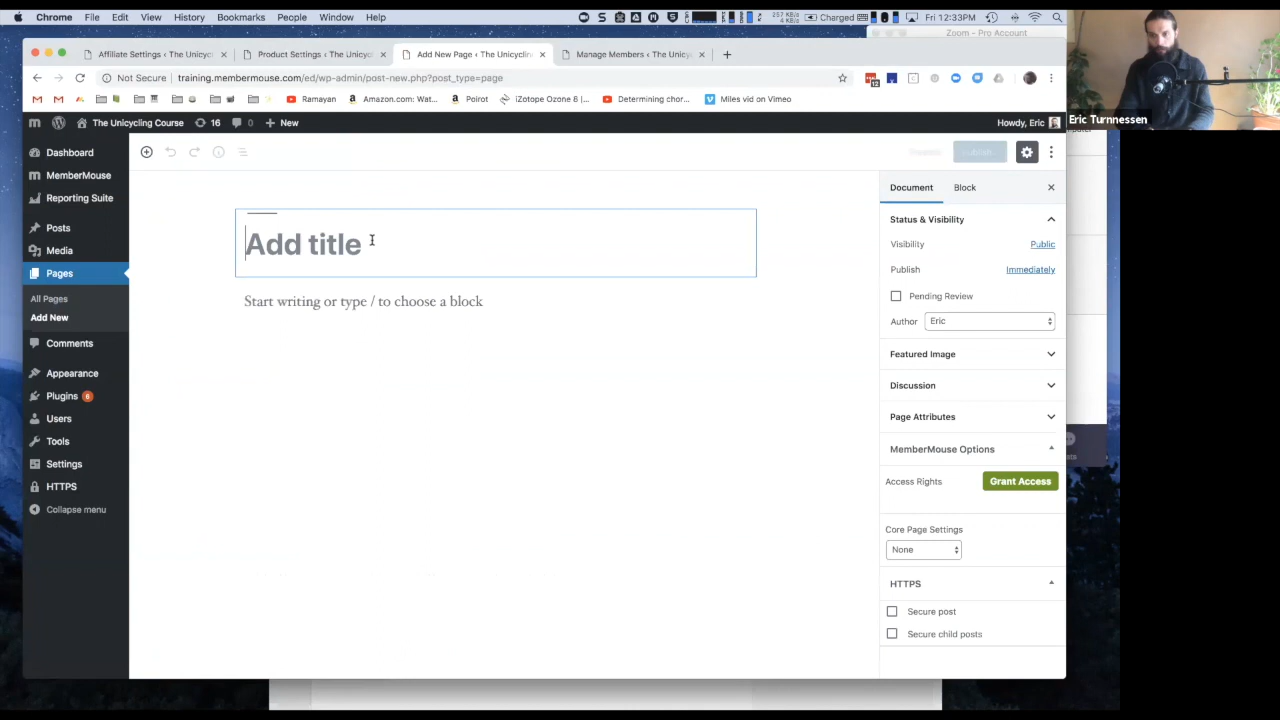 Chrome File Edit View History Bookmarks People Window Help
Charged Fri 12:33PM
Zoom - Pro Account
Affiliate Settings ‹ The Unicyc
Product Settings ‹ The Unicyc
Add New Page ‹ The Unicyclin
Manage Members ‹ The Unicy
Not Secure training.membermouse.com/ed/wp-admin/post-new.php?post_type=page
12
Ramayan
Amazon.com: Wat...
Poirot
iZotope Ozone 8 |...
Determining chor...
Miles vid on Vimeo
Eric Turnnessen
The Unicycling Course 16 0 New
Howdy, Eric
Dashboard
MemberMouse
Reporting Suite
Posts
Media
Pages
All Pages
Add New
Comments
Appearance
Plugins 6
Users
Tools
Settings
HTTPS
Collapse menu
Add title
Start writing or type / to choose a block
Document Block
Status & Visibility
Visibility Public
Publish Immediately
Pending Review
Author Eric
Featured Image
Discussion
Page Attributes
MemberMouse Options
Access Rights Grant Access
Core Page Settings
None
HTTPS
Secure post
Secure child posts